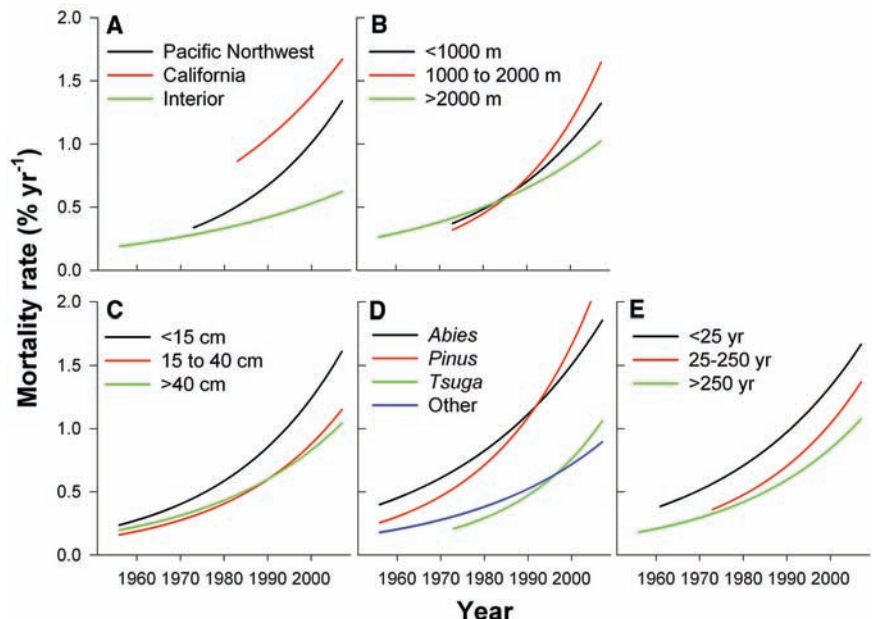 Mortality rate (% yr-1)
A
Pacific Northwest
California
Interior
2.0
1.5
1.0
0.5
0.0
B
<1000 m
1000 to 2000 m
>2000 m
C
<15 cm
15 to 40 cm
>40 cm
2.0
1.5
1.0
0.5
0.0
1960 1970 1980 1990 2000
D
Abies
Pinus
Tsuga
Other
1960 1970 1980 1990 2000
E
<25 yr
25-250 yr
>250 yr
1960 1970 1980 1990 2000
Year